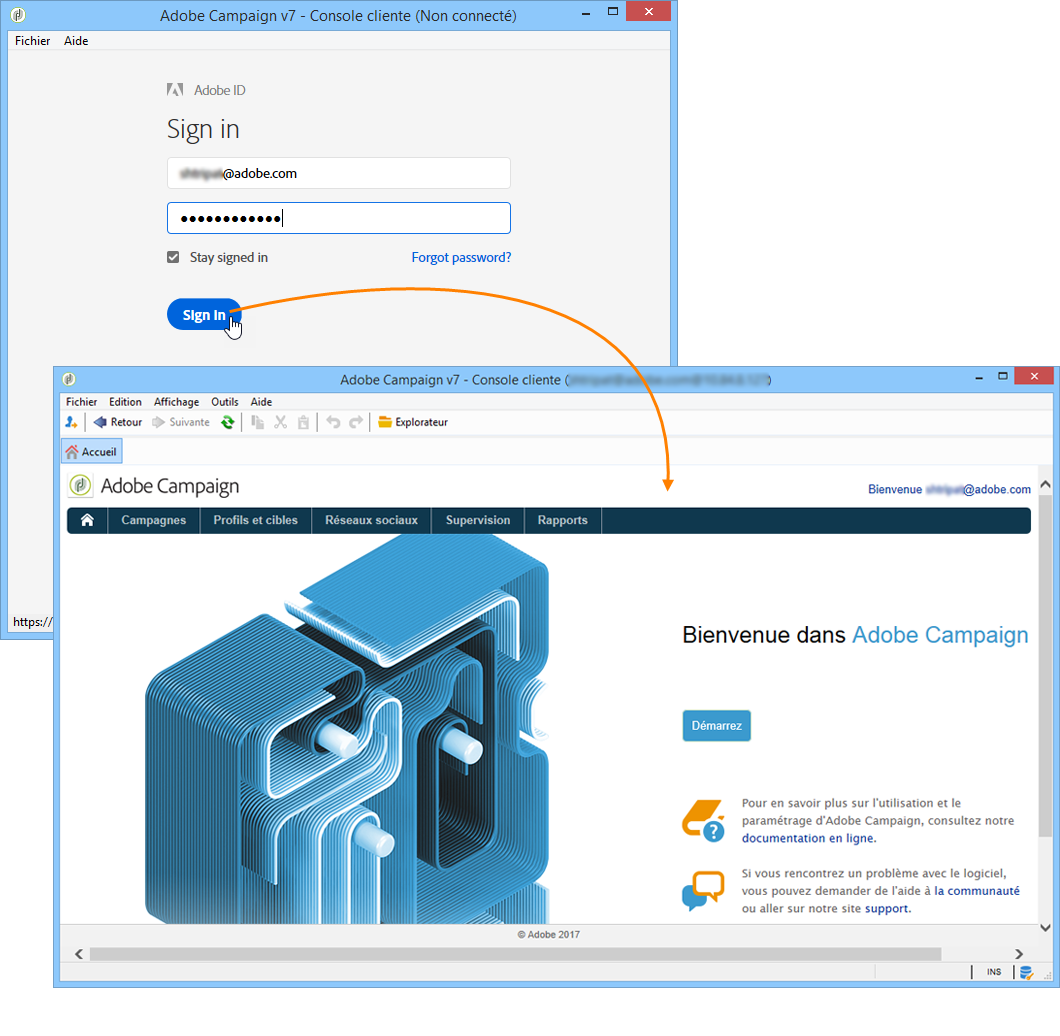 Adobe Campaign v7 - Console cliente (Non connecté)
Fichier Aide
Adobe ID
Sign in
@adobe.com
••••••••••••
Stay signed in Forgot password?
Sign in
https://
Adobe Campaign v7 - Console cliente ( )
Fichier Edition Affichage Outils Aide
Retour Suivante Explorateur
Accueil
Adobe Campaign
Bienvenue @adobe.com
Campagnes Profils et cibles Réseaux sociaux Supervision Rapports
Bienvenue dans Adobe Campaign
Démarrez
Pour en savoir plus sur l'utilisation et le
paramétrage d'Adobe Campaign, consultez notre
documentation en ligne.
Si vous rencontrez un problème avec le logiciel,
vous pouvez demander de l'aide à la communauté
ou aller sur notre site support.
© Adobe 2017
INS